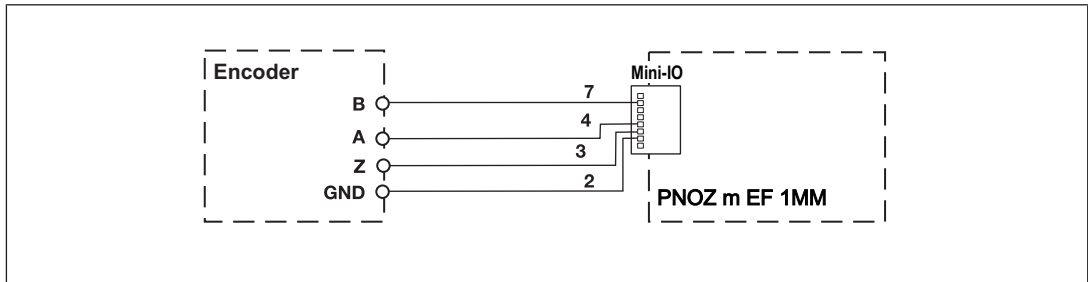 Encoder
Mini-IO
B 7
A 4
Z 3
GND 2
PNOZ m EF 1MM